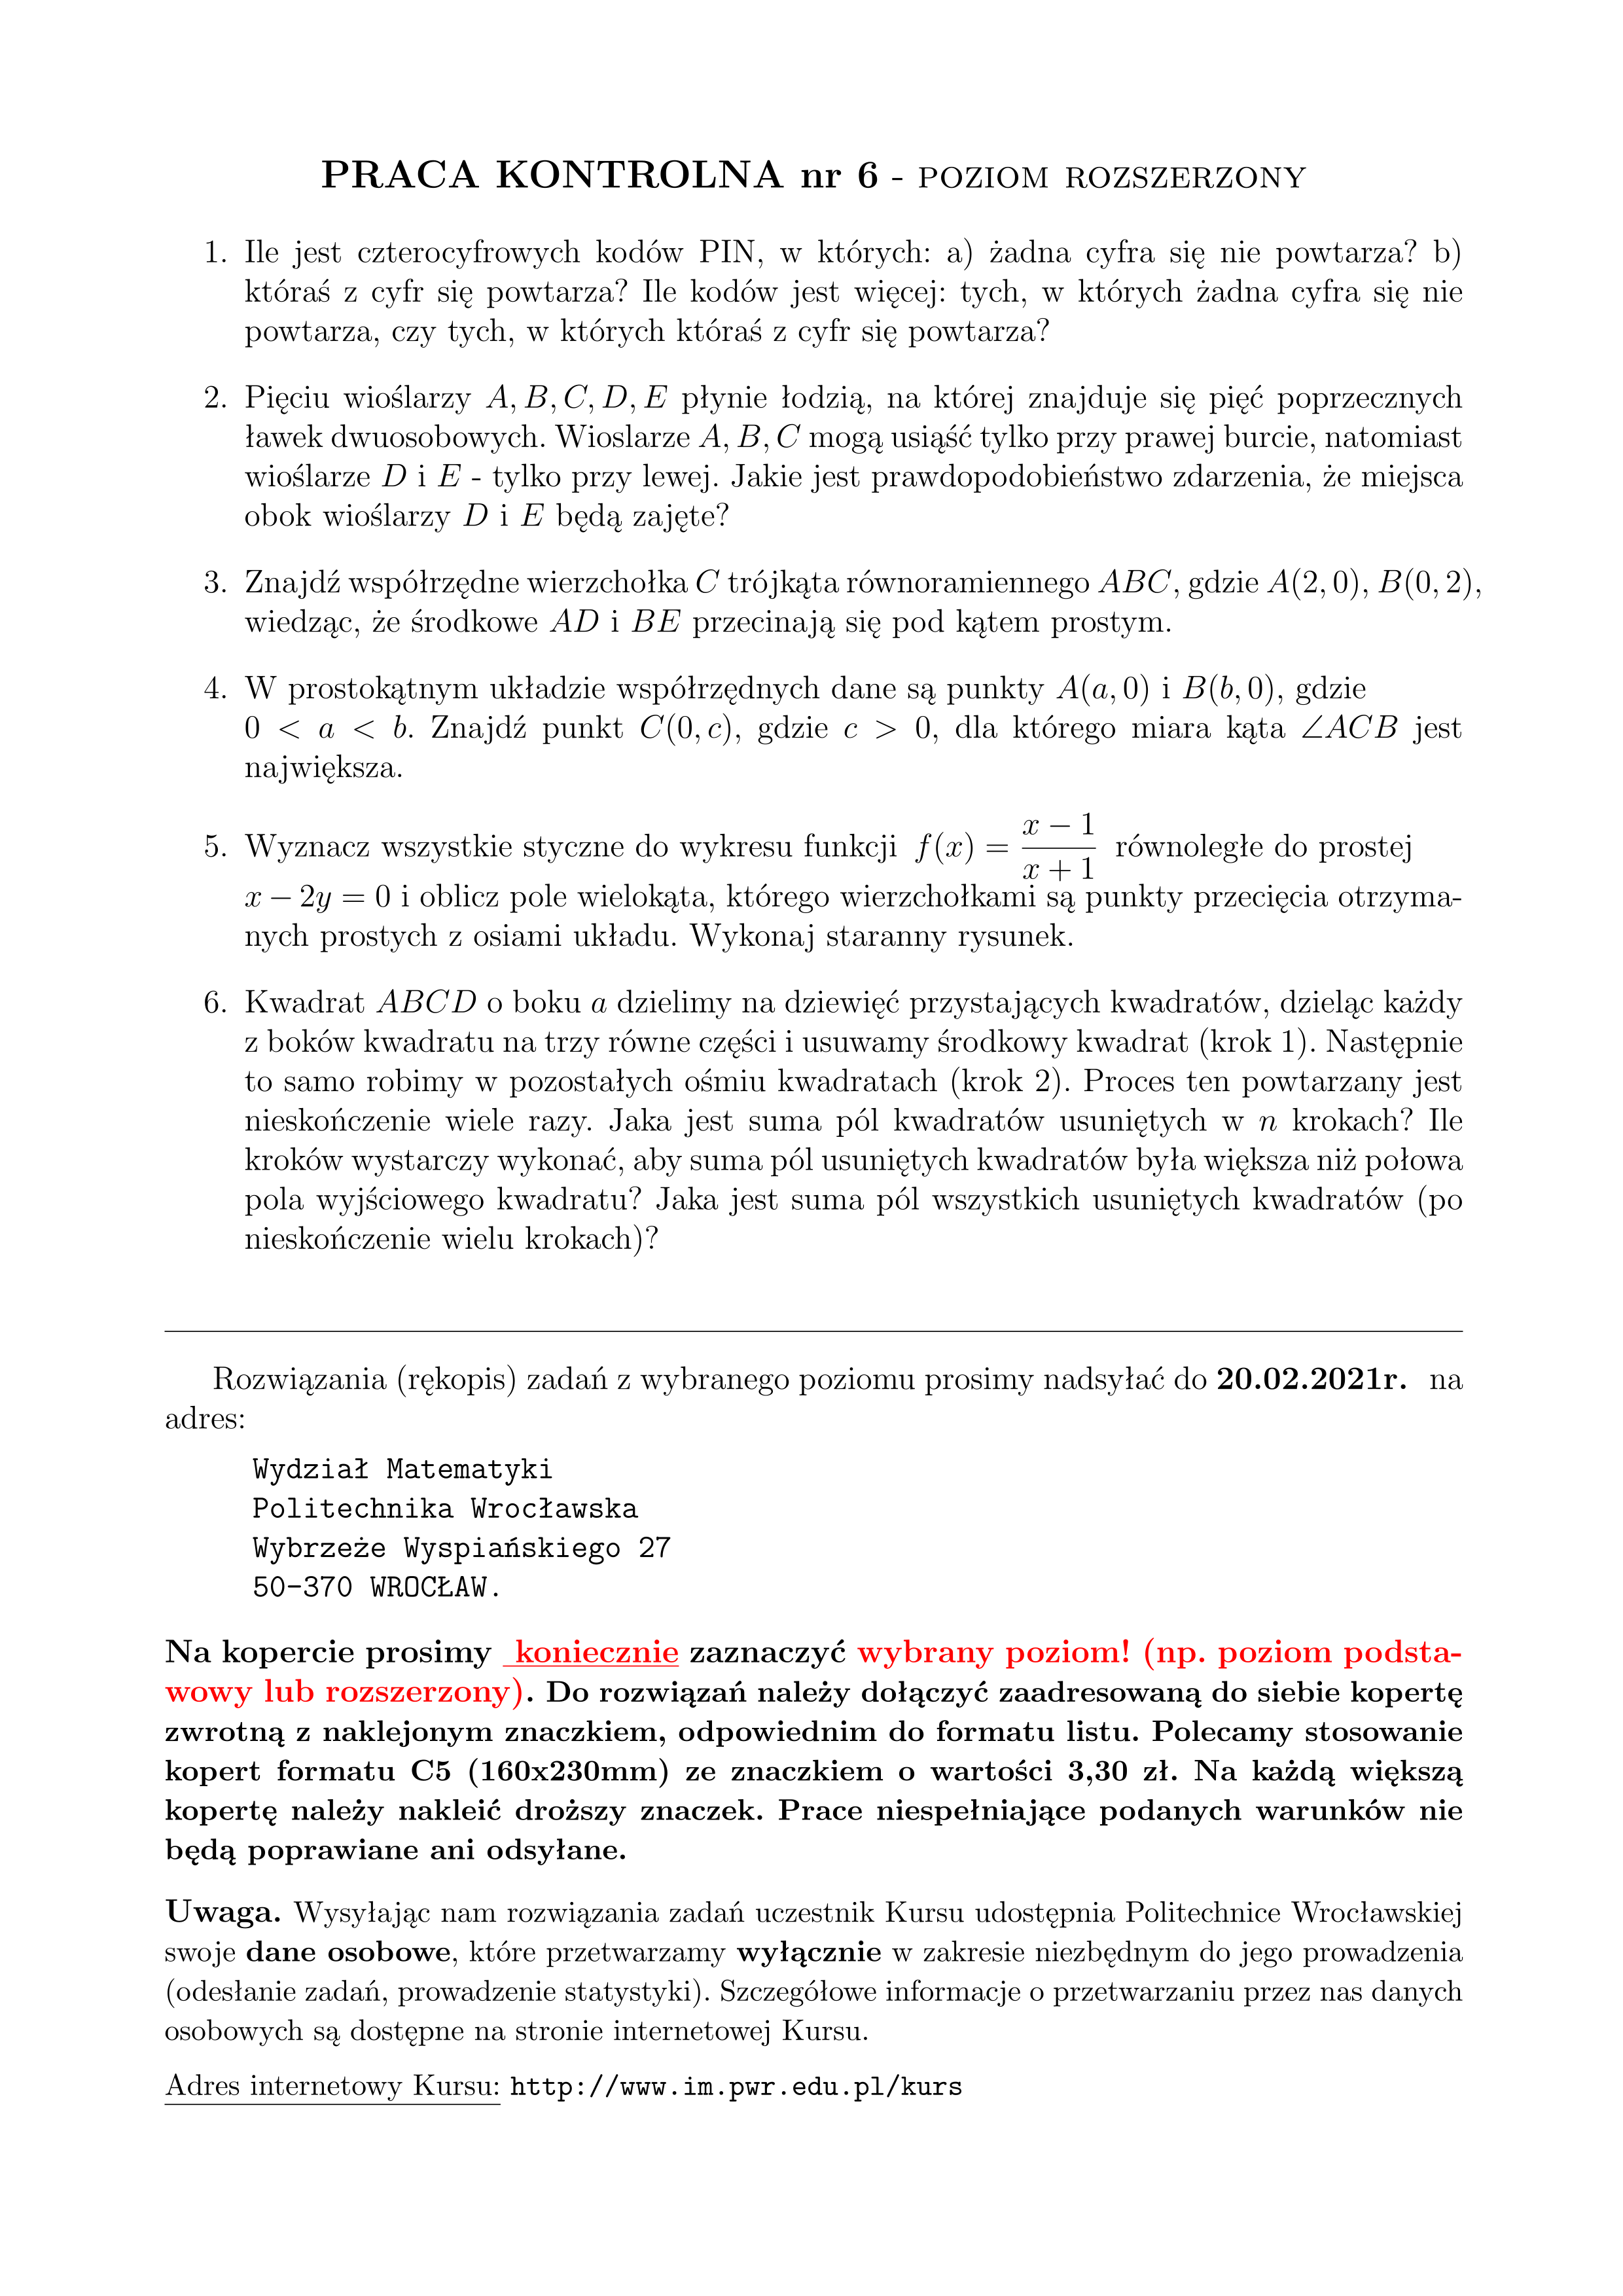 PRACA KONTROLNA nr 6 - POZIOM ROZSZERZONY
1. Ile jest czterocyfrowych kodów PIN, w których: a) żadna cyfra się nie powtarza? b)
któraś z cyfr się powtarza? Ile kodów jest więcej: tych, w których żadna cyfra się nie
powtarza, czy tych, w których któraś z cyfr się powtarza?
2. Pięciu wioślarzy A, B, C, D, E płynie łodzią, na której znajduje się pięć poprzecznych
ławek dwuosobowych. Wioslarze A, B, C mogą usiąść tylko przy prawej burcie, natomiast
wioślarze D i E - tylko przy lewej. Jakie jest prawdopodobieństwo zdarzenia, że miejsca
obok wioślarzy D i E będą zajęte?
3. Znajdź współrzędne wierzchołka C trójkąta równoramiennego ABC, gdzie A(2, 0), B(0, 2),
wiedząc, że środkowe AD i BE przecinają się pod kątem prostym.
4. W prostokątnym układzie współrzędnych dane są punkty A(a, 0) i B(b, 0), gdzie
0 < a < b. Znajdź punkt C(0, c), gdzie c > 0, dla którego miara kąta ∠ACB jest
największa.
5. Wyznacz wszystkie styczne do wykresu funkcji f(x) = \frac{x − 1}{x + 1} równoległe do prostej
x − 2y = 0 i oblicz pole wielokąta, którego wierzchołkami są punkty przecięcia otrzyma-
nych prostych z osiami układu. Wykonaj staranny rysunek.
6. Kwadrat ABCD o boku a dzielimy na dziewięć przystających kwadratów, dzieląc każdy
z boków kwadratu na trzy równe części i usuwamy środkowy kwadrat (krok 1). Następnie
to samo robimy w pozostałych ośmiu kwadratach (krok 2). Proces ten powtarzany jest
nieskończenie wiele razy. Jaka jest suma pól kwadratów usuniętych w n krokach? Ile
kroków wystarczy wykonać, aby suma pól usuniętych kwadratów była większa niż połowa
pola wyjściowego kwadratu? Jaka jest suma pól wszystkich usuniętych kwadratów (po
nieskończenie wielu krokach)?
Rozwiązania (rękopis) zadań z wybranego poziomu prosimy nadsyłać do 20.02.2021r. na
adres:
Wydział Matematyki
Politechnika Wrocławska
Wybrzeże Wyspiańskiego 27
50-370 WROCŁAW.
Na kopercie prosimy koniecznie zaznaczyć wybrany poziom! (np. poziom podsta-
wowy lub rozszerzony). Do rozwiązań należy dołączyć zaadresowaną do siebie kopertę
zwrotną z naklejonym znaczkiem, odpowiednim do formatu listu. Polecamy stosowanie
kopert formatu C5 (160x230mm) ze znaczkiem o wartości 3,30 zł. Na każdą większą
kopertę należy nakleić droższy znaczek. Prace niespełniające podanych warunków nie
będą poprawiane ani odsyłane.
Uwaga. Wysyłając nam rozwiązania zadań uczestnik Kursu udostępnia Politechnice Wrocławskiej
swoje dane osobowe, które przetwarzamy wyłącznie w zakresie niezbędnym do jego prowadzenia
(odesłanie zadań, prowadzenie statystyki). Szczegółowe informacje o przetwarzaniu przez nas danych
osobowych są dostępne na stronie internetowej Kursu.
Adres internetowy Kursu: http://www.im.pwr.edu.pl/kurs